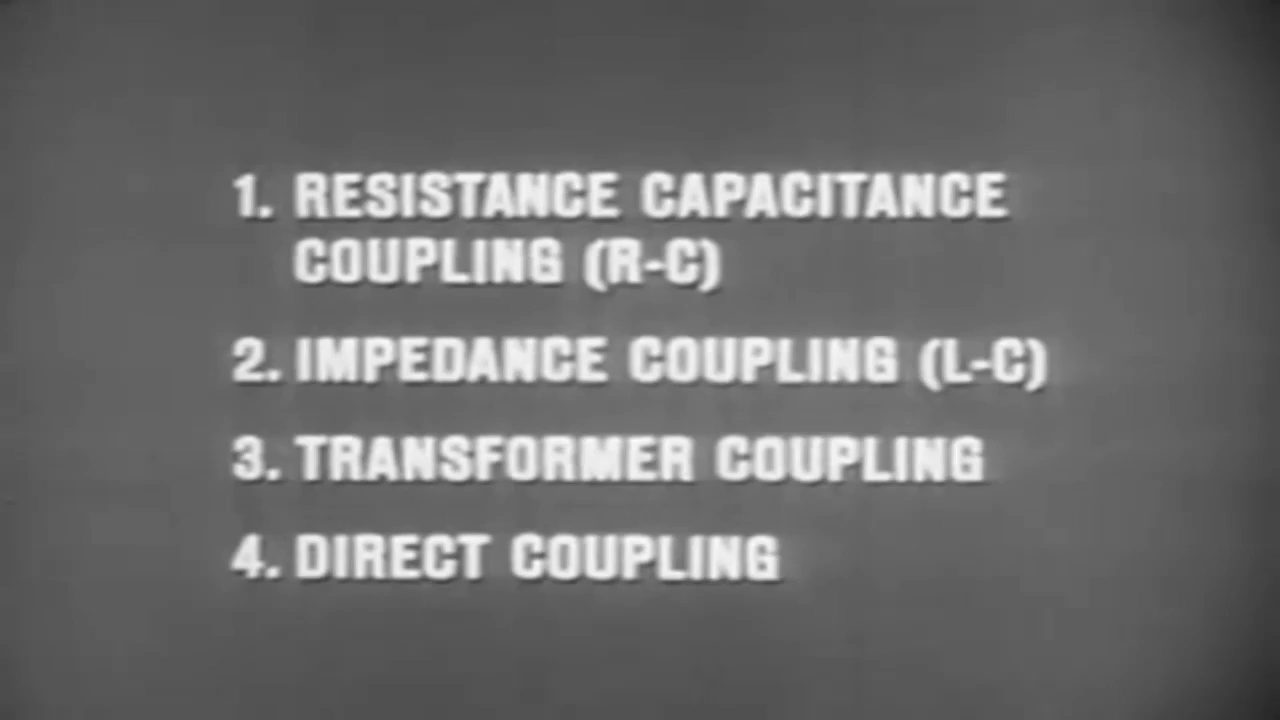 1. RESISTANCE CAPACITANCE
COUPLING (R-C)
2. IMPEDANCE COUPLING (L-C)
3. TRANSFORMER COUPLING
4. DIRECT COUPLING